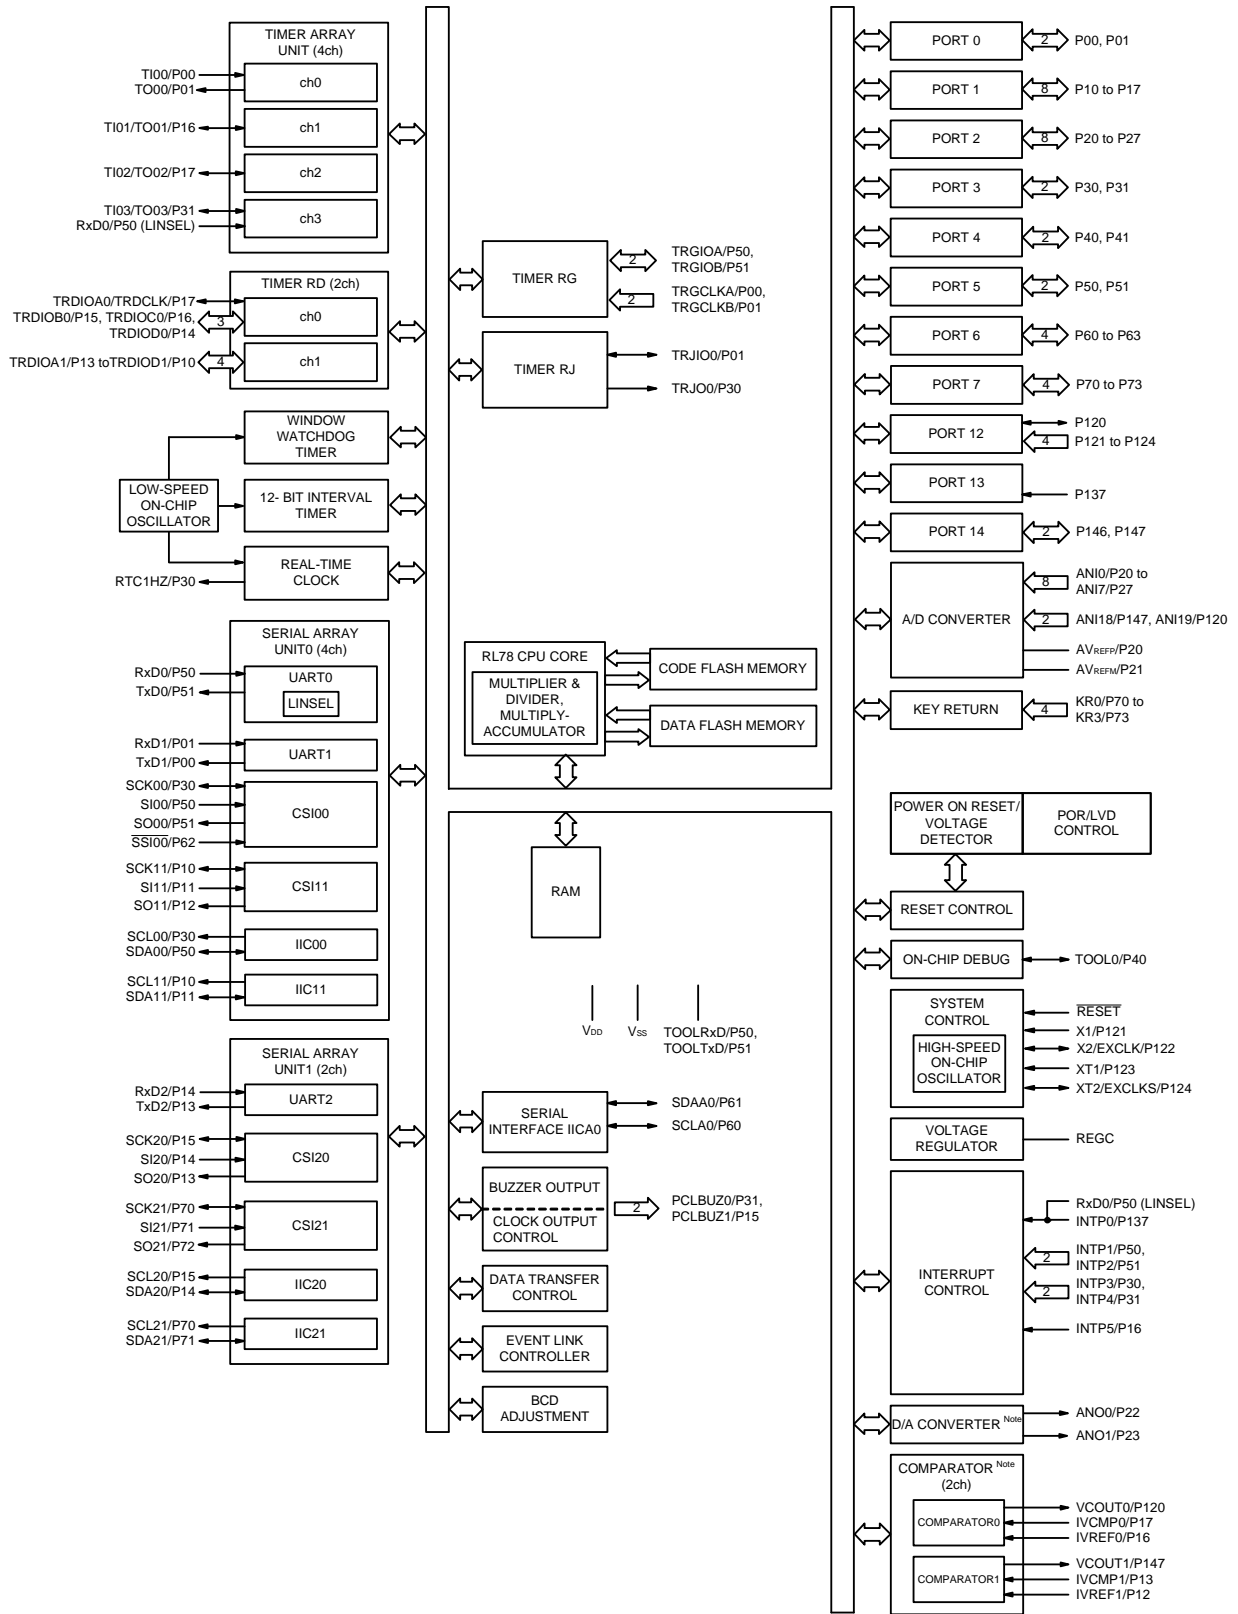 TIMER ARRAY
UNIT (4ch)
TI00/P00
TO00/P01
ch0
TI01/TO01/P16
ch1
TI02/TO02/P17
ch2
TI03/TO03/P31
RxD0/P50 (LINSEL)
ch3
TIMER RD (2ch)
TRDIOA0/TRDCLK/P17
TRDIOB0/P15, TRDIOC0/P16,
TRDIOD0/P14
3
ch0
TRDIOA1/P13 toTRDIOD1/P10
4
ch1
WINDOW
WATCHDOG
TIMER
LOW-SPEED
ON-CHIP
OSCILLATOR
12- BIT INTERVAL
TIMER
REAL-TIME
CLOCK
RTC1HZ/P30
SERIAL ARRAY
UNIT0 (4ch)
RxD0/P50
TxD0/P51
UART0
LINSEL
RxD1/P01
TxD1/P00
UART1
SCK00/P30
SI00/P50
SO00/P51
SSI00/P62
CSI00
SCK11/P10
SI11/P11
SO11/P12
CSI11
SCL00/P30
SDA00/P50
IIC00
SCL11/P10
SDA11/P11
IIC11
SERIAL ARRAY
UNIT1 (2ch)
RxD2/P14
TxD2/P13
UART2
SCK20/P15
SI20/P14
SO20/P13
CSI20
SCK21/P70
SI21/P71
SO21/P72
CSI21
SCL20/P15
SDA20/P14
IIC20
SCL21/P70
SDA21/P71
IIC21
TIMER RG
2
TRGIOA/P50,
TRGIOB/P51
2
TRGCLKA/P00,
TRGCLKB/P01
TIMER RJ
TRJIO0/P01
TRJO0/P30
RL78 CPU CORE
MULTIPLIER &
DIVIDER,
MULTIPLY-
ACCUMULATOR
CODE FLASH MEMORY
DATA FLASH MEMORY
RAM
VDD
VSS
TOOLRxD/P50,
TOOLTxD/P51
SERIAL
INTERFACE IICA0
SDAA0/P61
SCLA0/P60
BUZZER OUTPUT
CLOCK OUTPUT
CONTROL
2
PCLBUZ0/P31,
PCLBUZ1/P15
DATA TRANSFER
CONTROL
EVENT LINK
CONTROLLER
BCD
ADJUSTMENT
PORT 0
2
P00, P01
PORT 1
8
P10 to P17
PORT 2
8
P20 to P27
PORT 3
2
P30, P31
PORT 4
2
P40, P41
PORT 5
2
P50, P51
PORT 6
4
P60 to P63
PORT 7
4
P70 to P73
PORT 12
P120
4
P121 to P124
PORT 13
P137
PORT 14
2
P146, P147
A/D CONVERTER
8
ANI0/P20 to
ANI7/P27
2
ANI18/P147, ANI19/P120
AVREFP/P20
AVREFM/P21
KEY RETURN
4
KR0/P70 to
KR3/P73
POWER ON RESET/
VOLTAGE
DETECTOR
POR/LVD
CONTROL
RESET CONTROL
ON-CHIP DEBUG
TOOL0/P40
SYSTEM
CONTROL
HIGH-SPEED
ON-CHIP
OSCILLATOR
RESET
X1/P121
X2/EXCLK/P122
XT1/P123
XT2/EXCLKS/P124
VOLTAGE
REGULATOR
REGC
INTERRUPT
CONTROL
RxD0/P50 (LINSEL)
INTP0/P137
2
INTP1/P50,
INTP2/P51
2
INTP3/P30,
INTP4/P31
INTP5/P16
D/A CONVERTER Note
ANO0/P22
ANO1/P23
COMPARATOR Note
(2ch)
COMPARATOR0
VCOUT0/P120
IVCMP0/P17
IVREF0/P16
COMPARATOR1
VCOUT1/P147
IVCMP1/P13
IVREF1/P12